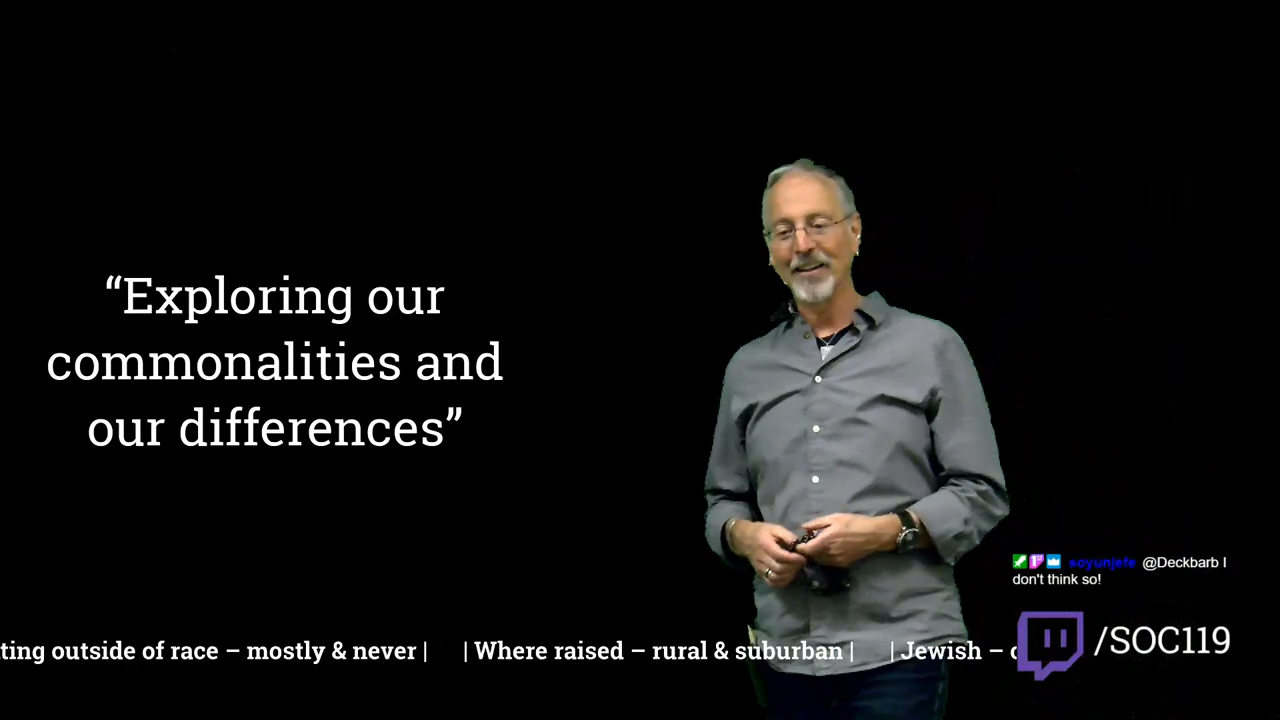 “Exploring our
commonalities and
our differences”
soyunjefe @Deckbarb I
don't think so!
ting outside of race – mostly & never | | Where raised – rural & suburban | | Jewish –
/SOC119